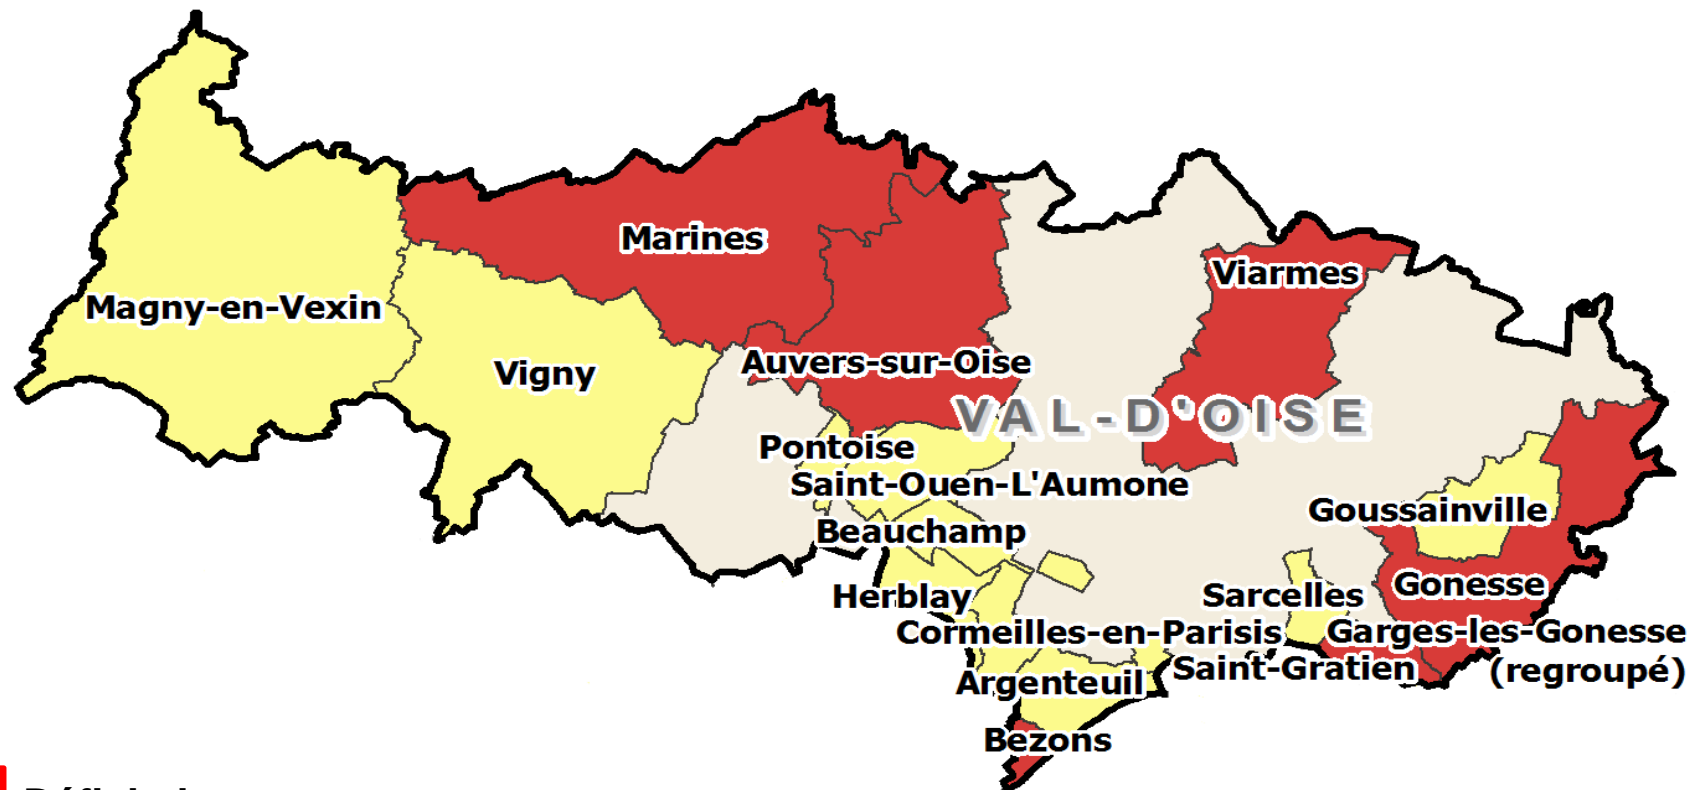 Marines
Viarmes
Magny-en-Vexin
Auvers-sur-Oise
Vigny
VAL-D'OISE
Pontoise
Saint-Ouen-L'Aumone
Goussainville
Beauchamp
Gonesse
Herblay
Sarcelles
Cormeilles-en-Parisis
Garges-les-Gonesse
(regroupé)
Saint-Gratien
Argenteuil
Bezons